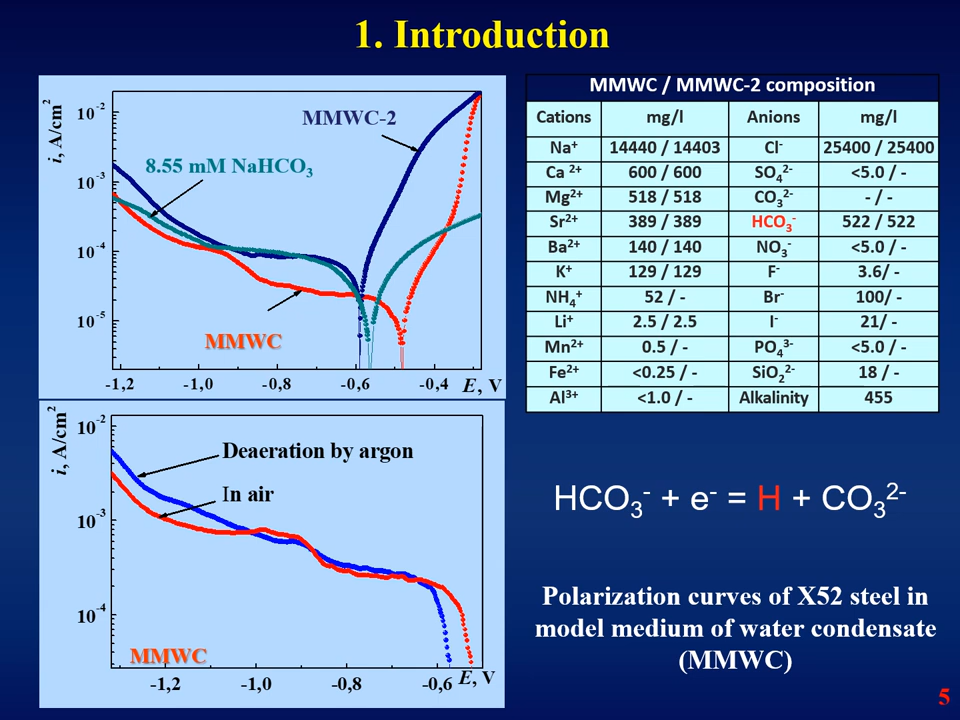 1. Introduction
i, A/cm²
10⁻²
10⁻³
10⁻⁴
10⁻⁵
MMWC-2
8.55 mM NaHCO₃
MMWC
-1,2 -1,0 -0,8 -0,6 -0,4 E, V
i, A/cm²
10⁻²
10⁻³
10⁻⁴
Deaeration by argon
In air
MMWC
-1,2 -1,0 -0,8 -0,6 E, V
MMWC / MMWC-2 composition
Cations mg/l Anions mg/l
Na⁺ 14440 / 14403 Cl⁻ 25400 / 25400
Ca ²⁺ 600 / 600 SO₄²⁻ <5.0 / -
Mg²⁺ 518 / 518 CO₃²⁻ - / -
Sr²⁺ 389 / 389 HCO₃⁻ 522 / 522
Ba²⁺ 140 / 140 NO₃⁻ <5.0 / -
K⁺ 129 / 129 F⁻ 3.6/ -
NH₄⁺ 52 / - Br⁻ 100/ -
Li⁺ 2.5 / 2.5 I⁻ 21/ -
Mn²⁺ 0.5 / - PO₄³⁻ <5.0 / -
Fe²⁺ <0.25 / - SiO₂²⁻ 18 / -
Al³⁺ <1.0 / - Alkalinity 455
HCO₃⁻ + e⁻ = H + CO₃²⁻
Polarization curves of X52 steel in
model medium of water condensate
(MMWC)
5